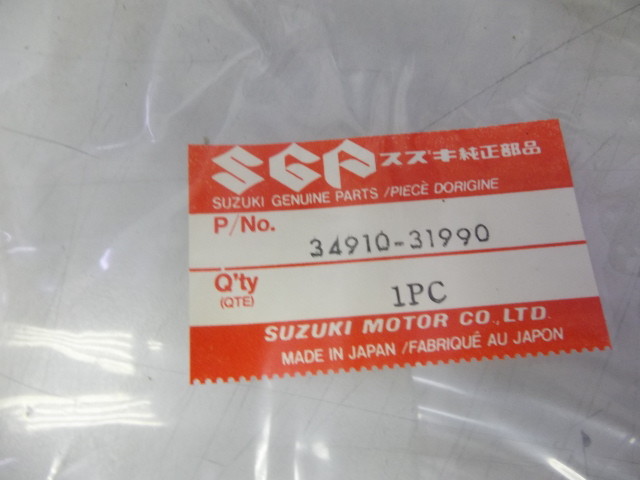 SGP スズキ純正部品
SUZUKI GENUINE PARTS /PIECÈ DORIGINE
P/No. 34910-31990
Q'ty 1PC
(QTE)
SUZUKI MOTOR CO.,LTD.
MADE IN JAPAN /FABRIQUÉ AU JAPON